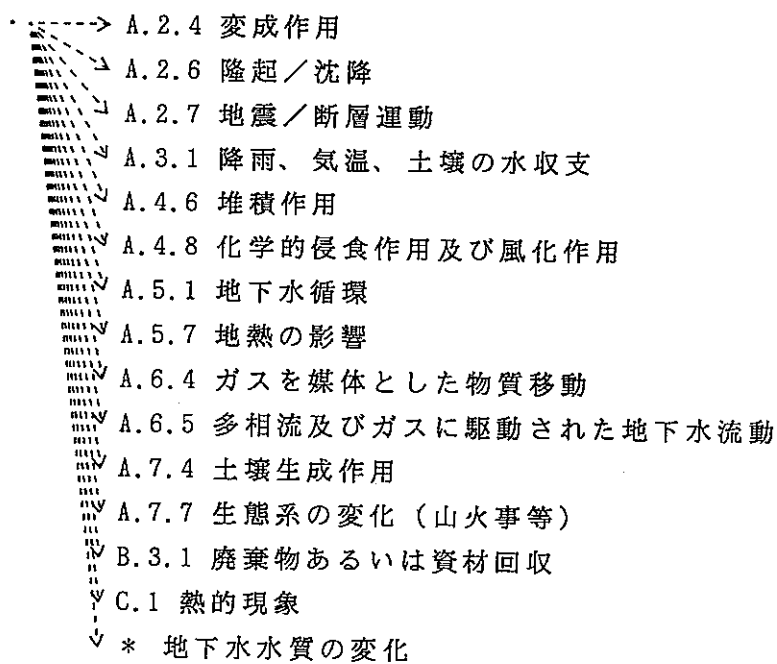 A.2.4 変成作用
A.2.6 隆起／沈降
A.2.7 地震／断層運動
A.3.1 降雨、気温、土壌の水収支
A.4.6 堆積作用
A.4.8 化学的侵食作用及び風化作用
A.5.1 地下水循環
A.5.7 地熱の影響
A.6.4 ガスを媒体とした物質移動
A.6.5 多相流及びガスに駆動された地下水流動
A.7.4 土壌生成作用
A.7.7 生態系の変化（山火事等）
B.3.1 廃棄物あるいは資材回収
C.1 熱的現象
* 地下水水質の変化